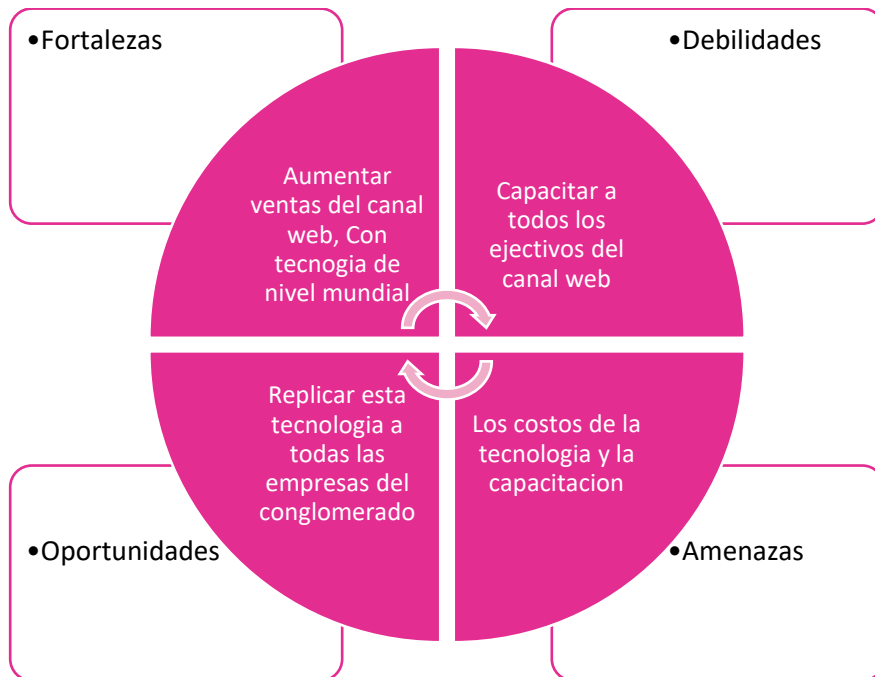 •Fortalezas
•Debilidades
Aumentar
ventas del canal
web, Con
tecnogia de
nivel mundial
Capacitar a
todos los
ejectivos del
canal web
Replicar esta
tecnologia a
todas las
empresas del
conglomerado
Los costos de la
tecnologia y la
capacitacion
•Oportunidades
•Amenazas